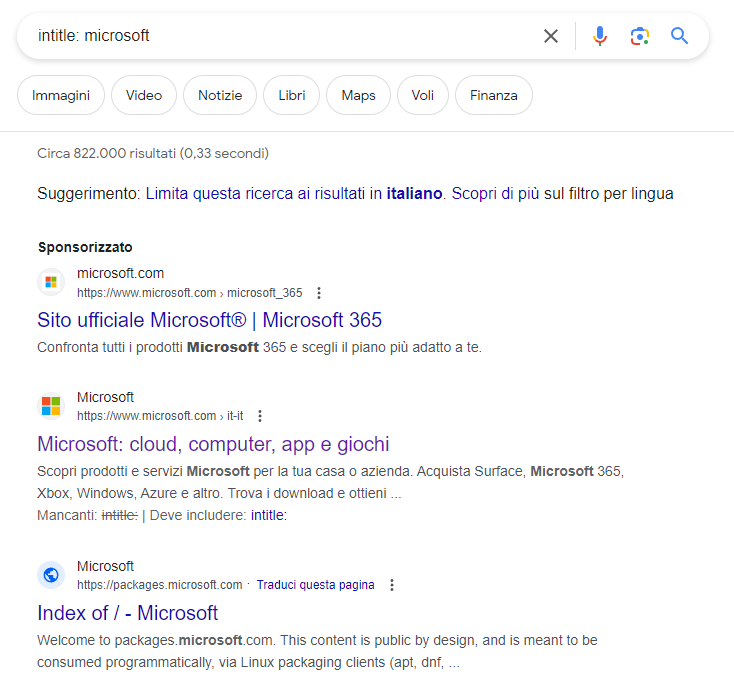 intitle: microsoft
Immagini Video Notizie Libri Maps Voli Finanza
Circa 822.000 risultati (0,33 secondi)
Suggerimento: Limita questa ricerca ai risultati in italiano. Scopri di più sul filtro per lingua
Sponsorizzato
microsoft.com
https://www.microsoft.com › microsoft_365
Sito ufficiale Microsoft® | Microsoft 365
Confronta tutti i prodotti Microsoft 365 e scegli il piano più adatto a te.
Microsoft
https://www.microsoft.com › it-it
Microsoft: cloud, computer, app e giochi
Scopri prodotti e servizi Microsoft per la tua casa o azienda. Acquista Surface, Microsoft 365,
Xbox, Windows, Azure e altro. Trova i download e ottieni ...
Mancanti: intitle: | Deve includere: intitle:
Microsoft
https://packages.microsoft.com · Traduci questa pagina
Index of / - Microsoft
Welcome to packages.microsoft.com. This content is public by design, and is meant to be
consumed programmatically, via Linux packaging clients (apt, dnf, ...